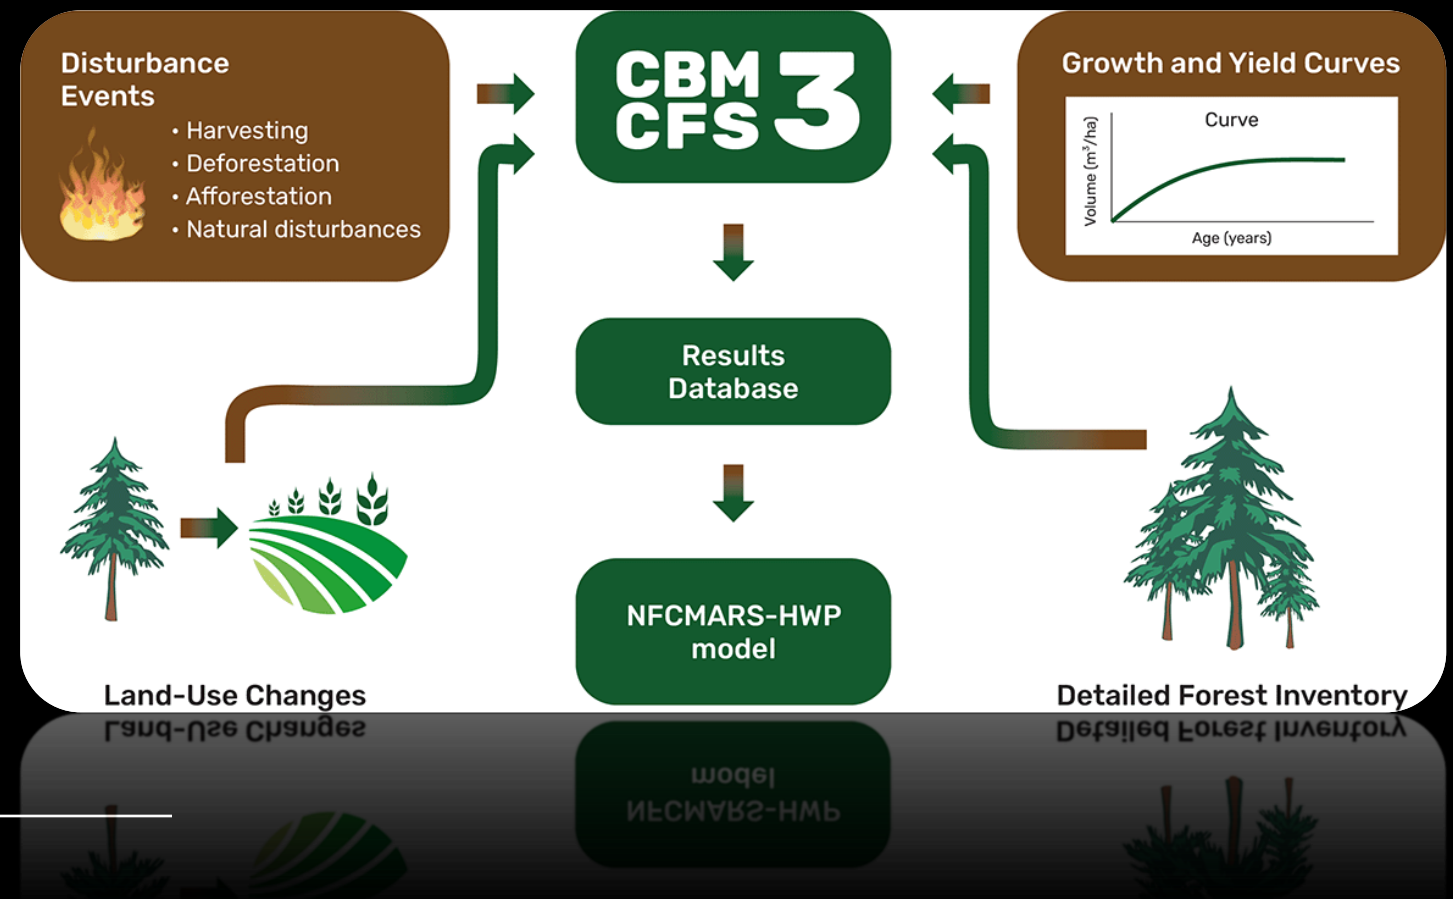 Disturbance
Events
• Harvesting
• Deforestation
• Afforestation
• Natural disturbances
CBM
CFS 3
Growth and Yield Curves
Curve
Volume (m³/ha)
Age (years)
Results
Database
NFCMARS-HWP
model
Land-Use Changes
Detailed Forest Inventory